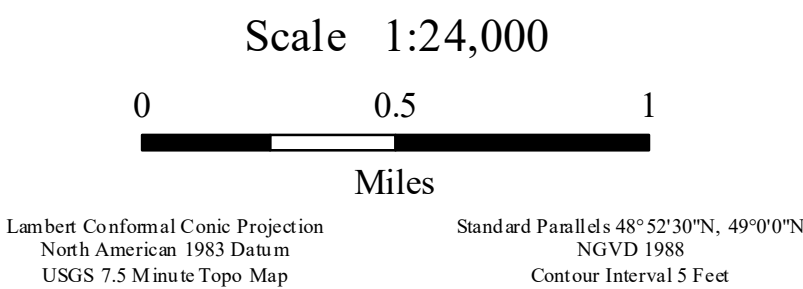 Scale 1:24,000
0 0.5 1
Miles
Lambert Conformal Conic Projection
North American 1983 Datum
USGS 7.5 Minute Topo Map
Standard Parallels 48°52'30"N, 49°0'0"N
NGVD 1988
Contour Interval 5 Feet